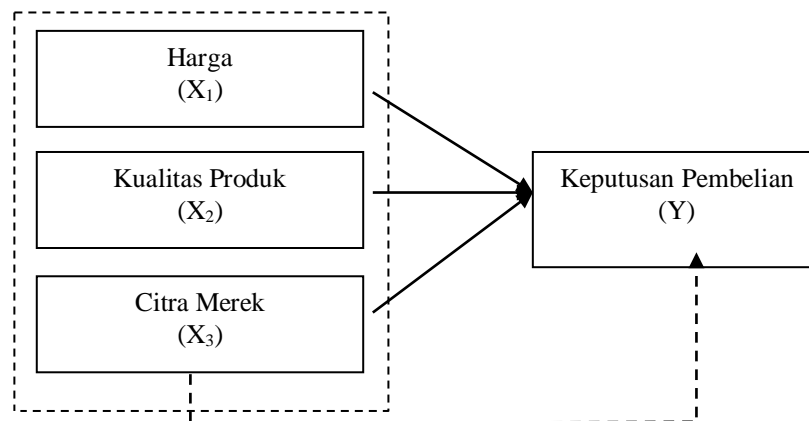 Harga
(X₁)
Kualitas Produk
(X₂)
Keputusan Pembelian
(Y)
Citra Merek
(X₃)